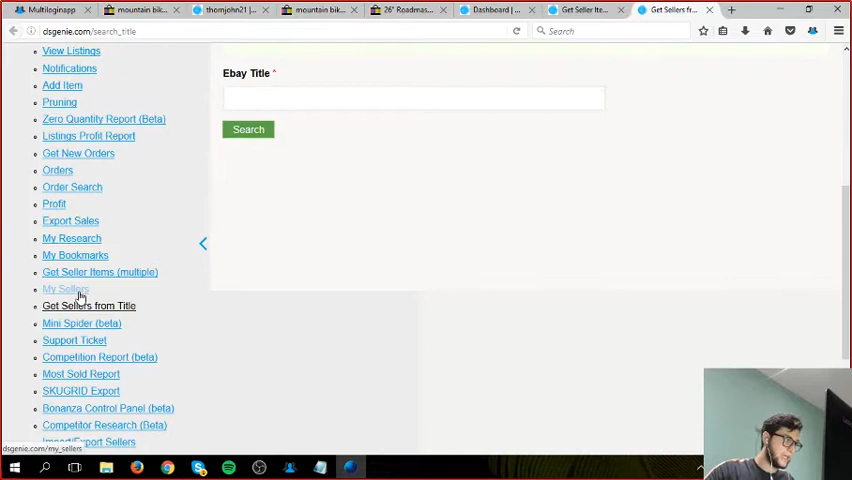 Multiloginapp
mountain bik...
thornjohn21 |...
mountain bik...
26" Roadmas...
Dashboard | ...
Get Seller Ite...
Get Sellers fr...
dsgenie.com/search_title
Search
View Listings
Notifications
Add Item
Pruning
Zero Quantity Report (Beta)
Listings Profit Report
Get New Orders
Orders
Order Search
Profit
Export Sales
My Research
My Bookmarks
Get Seller Items (multiple)
My Sellers
Get Sellers from Title
Mini Spider (beta)
Support Ticket
Competition Report (beta)
Most Sold Report
SKUGRID Export
Bonanza Control Panel (beta)
Competitor Research (Beta)
Import/Export Sellers
Ebay Title *
Search
dsgenie.com/my_sellers